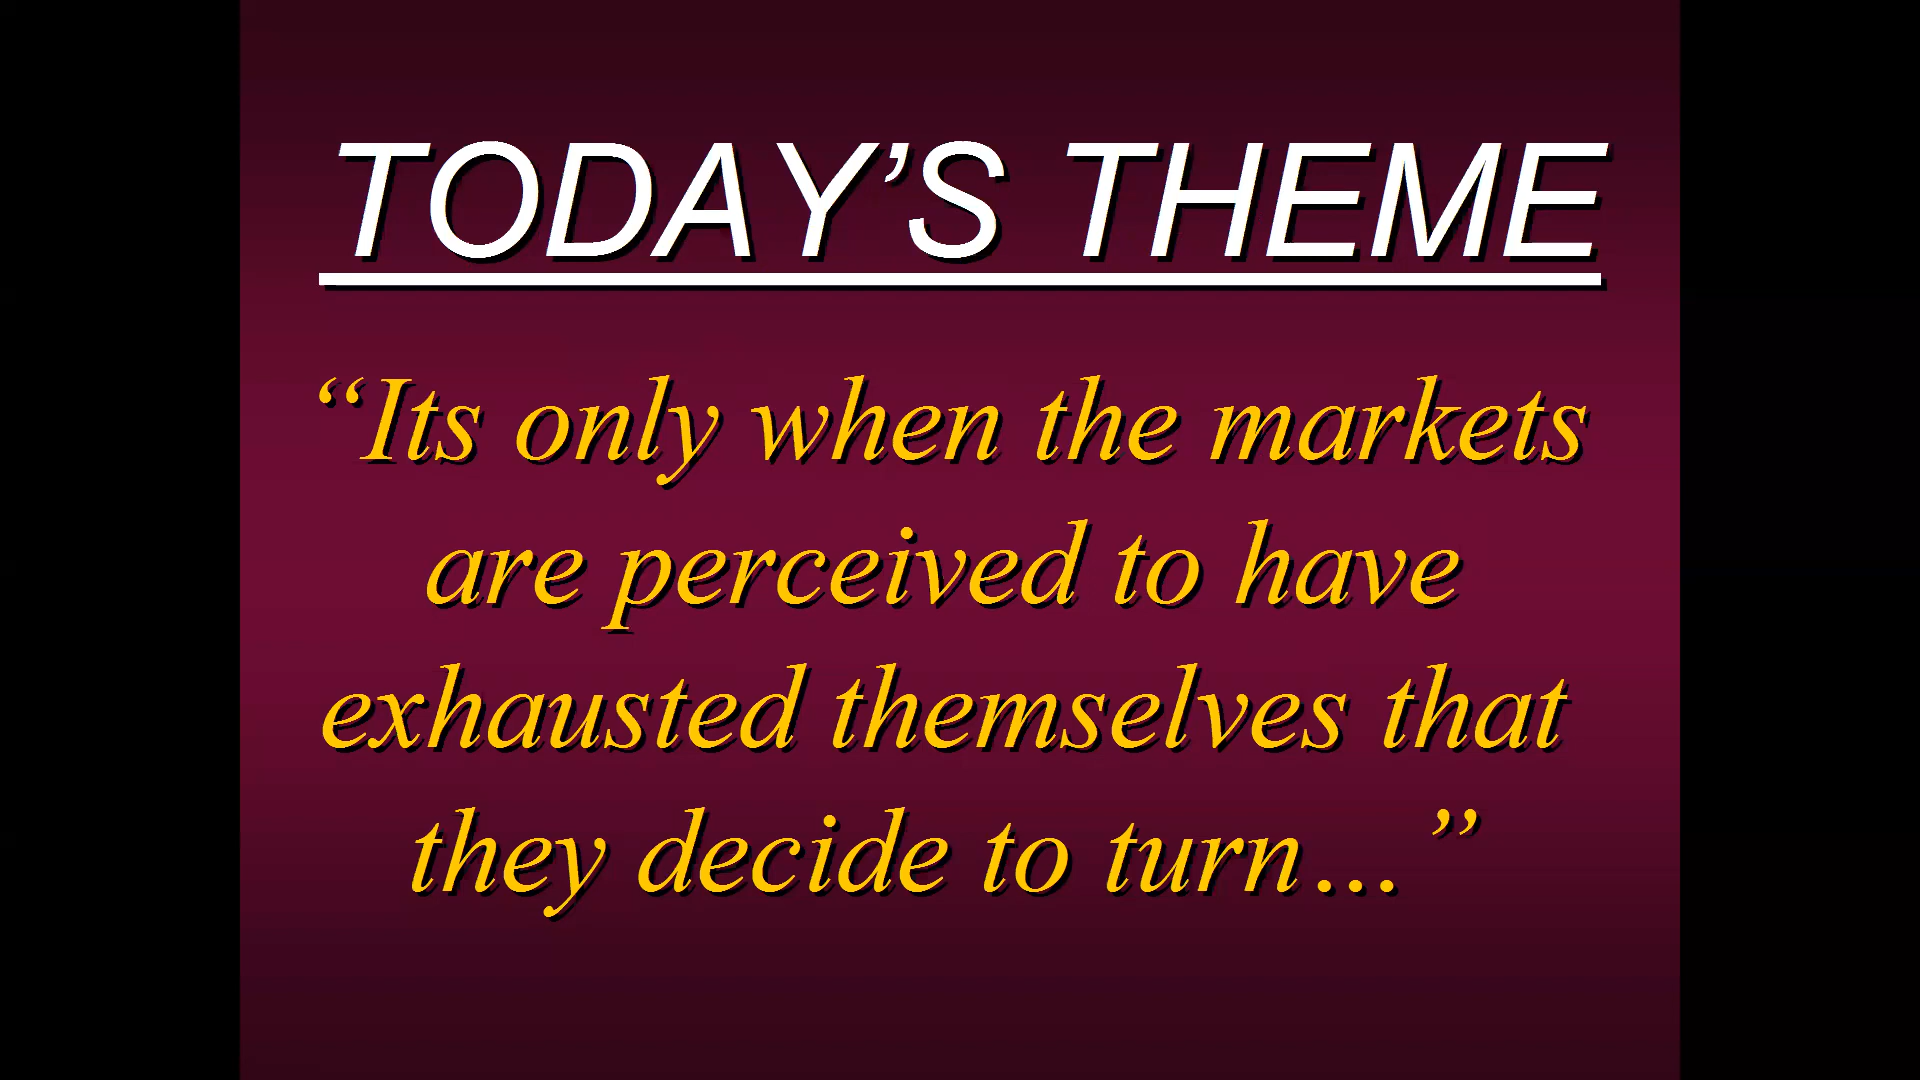 TODAY’S THEME
“Its only when the markets
are perceived to have
exhausted themselves that
they decide to turn…”